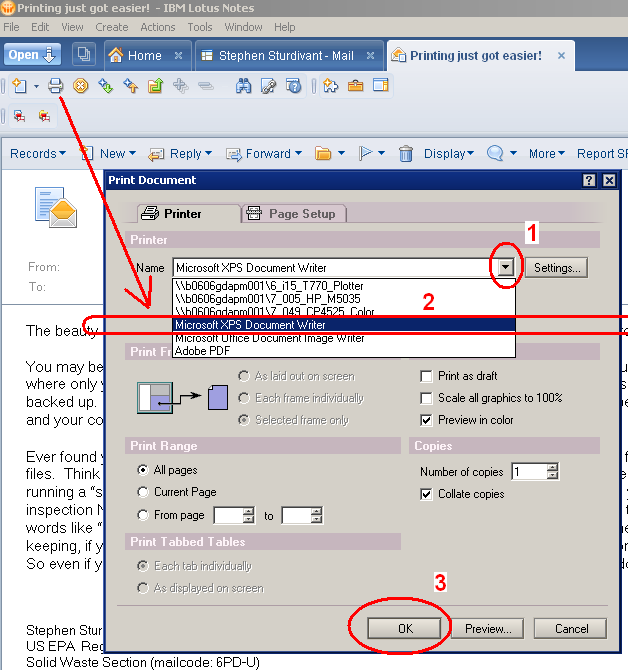 Printing just got easier! - IBM Lotus Notes
File Edit View Create Actions Tools Window Help
Open Home Stephen Sturdivant - Mail Printing just got easier!
Records New Reply Forward Display More Report
Print Document
Printer Page Setup
1
Printer
From:
Name Microsoft XPS Document Writer Settings...
To:
\\b0606gdapm001\6_i15_T770_Plotter
\\b0606gdapm001\7_005_HP_M5035
2
\\b0606gdapm001\7_049_CP4525_Color
The beauty
Microsoft XPS Document Writer
Microsoft Office Document Image Writer
Adobe PDF
You may be
where only y
backed up.
and your co
As laid out on screen
Each frame individually
Selected frame only
Print as draft
Scale all graphics to 100%
Preview in color
Print Range
Copies
Ever found y
files. Think
running a "s
inspection N
words like "
keeping, if y
So even if y
All pages
Current Page
From page to
Number of copies 1
Collate copies
Print Tabbed Tables
Each tab individually
As displayed on screen
3
OK Preview... Cancel
Stephen Stur
US EPA Reg
Solid Waste Section (mailcode: 6PD-U)